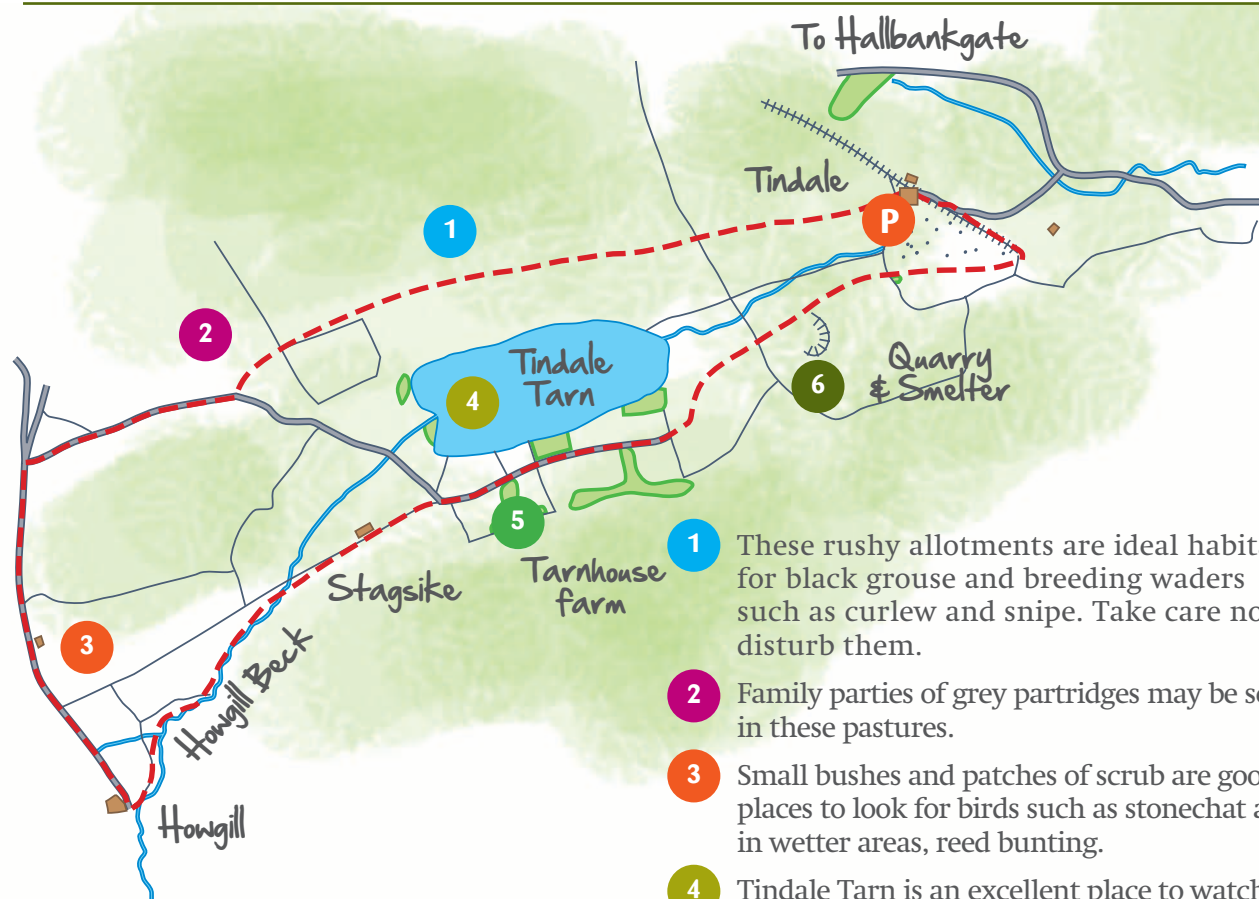 To Hallbankgate
Tindale
P
1
2
Tindale
Tarn
4
Quarry
& Smelter
6
5
Tarnhouse
farm
Stagsike
3
Howgill Beck
Howgill
1 These rushy allotments are ideal habit
for black grouse and breeding waders
such as curlew and snipe. Take care no
disturb them.
2 Family parties of grey partridges may be se
in these pastures.
3 Small bushes and patches of scrub are goo
places to look for birds such as stonechat a
in wetter areas, reed bunting.
4 Tindale Tarn is an excellent place to watch